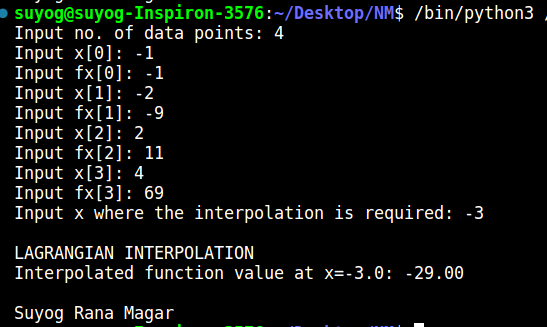 suyog@suyog-Inspiron-3576:~/Desktop/NM$ /bin/python3 /
Input no. of data points: 4
Input x[0]: -1
Input fx[0]: -1
Input x[1]: -2
Input fx[1]: -9
Input x[2]: 2
Input fx[2]: 11
Input x[3]: 4
Input fx[3]: 69
Input x where the interpolation is required: -3
LAGRANGIAN INTERPOLATION
Interpolated function value at x=-3.0: -29.00
Suyog Rana Magar